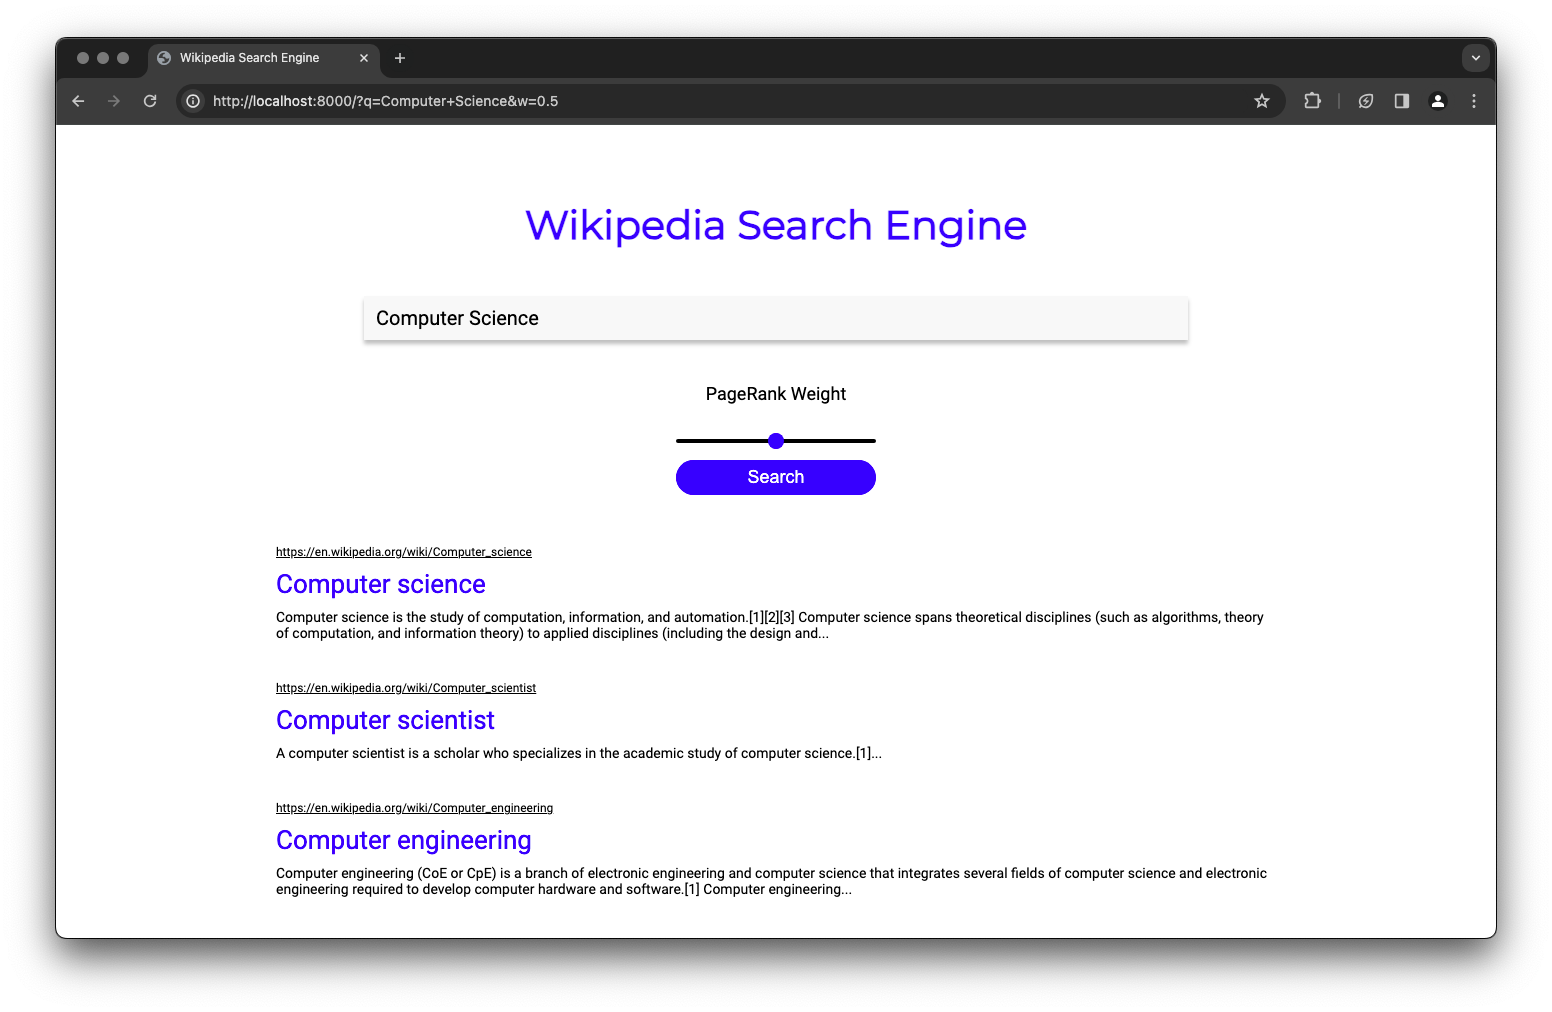 Wikipedia Search Engine
http://localhost:8000/?q=Computer+Science&w=0.5
Wikipedia Search Engine
Computer Science
PageRank Weight
Search
https://en.wikipedia.org/wiki/Computer_science
Computer science
Computer science is the study of computation, information, and automation.[1][2][3] Computer science spans theoretical disciplines (such as algorithms, theory
of computation, and information theory) to applied disciplines (including the design and...
https://en.wikipedia.org/wiki/Computer_scientist
Computer scientist
A computer scientist is a scholar who specializes in the academic study of computer science.[1]...
https://en.wikipedia.org/wiki/Computer_engineering
Computer engineering
Computer engineering (CoE or CpE) is a branch of electronic engineering and computer science that integrates several fields of computer science and electronic
engineering required to develop computer hardware and software.[1] Computer engineering...